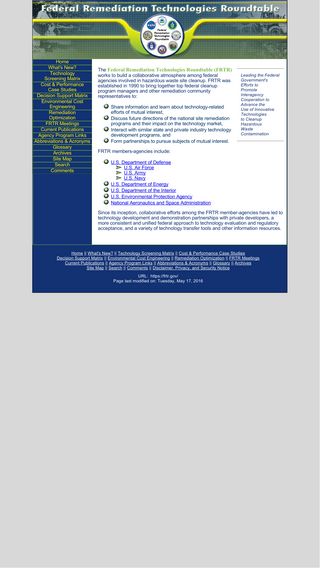 Federal Remediation Technologies Roundtable
Home
What's New?
Technology
Screening Matrix
Cost & Performance
Case Studies
Decision Support Matrix
Environmental Cost
Engineering
Remediation
Optimization
FRTR Meetings
Current Publications
Agency Program Links
Abbreviations & Acronyms
Glossary
Archives
Site Map
Search
Comments
The Federal Remediation Technologies Roundtable (FRTR)
works to build a collaborative atmosphere among federal
agencies involved in hazardous waste site cleanup. FRTR was
established in 1990 to bring together top federal cleanup
program managers and other remediation community
representatives to:
Share information and learn about technology-related
efforts of mutual interest,
Discuss future directions of the national site remediation
programs and their impact on the technology market,
Interact with similar state and private industry technology
development programs, and
Form partnerships to pursue subjects of mutual interest.
FRTR members-agencies include:
U.S. Department of Defense
U.S. Air Force
U.S. Army
U.S. Navy
U.S. Department of Energy
U.S. Department of the Interior
U.S. Environmental Protection Agency
National Aeronautics and Space Administration
Since its inception, collaborative efforts among the FRTR member-agencies have led to
technology development and demonstration partnerships with private developers, a
more consistent and unified federal approach to technology evaluation and regulatory
acceptance, and a variety of technology transfer tools and other information resources.
Leading the Federal
Government's
Efforts to
Promote
Interagency
Cooperation to
Advance the
Use of Innovative
Technologies
to Cleanup
Hazardous
Waste
Contamination
Home || What's New? || Technology Screening Matrix || Cost & Performance Case Studies
Decision Support Matrix || Environmental Cost Engineering || Remediation Optimization || FRTR Meetings
Current Publications || Agency Program Links || Abbreviations & Acronyms || Glossary || Archives
Site Map || Search || Comments || Disclaimer, Privacy, and Security Notice
URL: https://frtr.gov/
Page last modified on: Tuesday, May 17, 2016